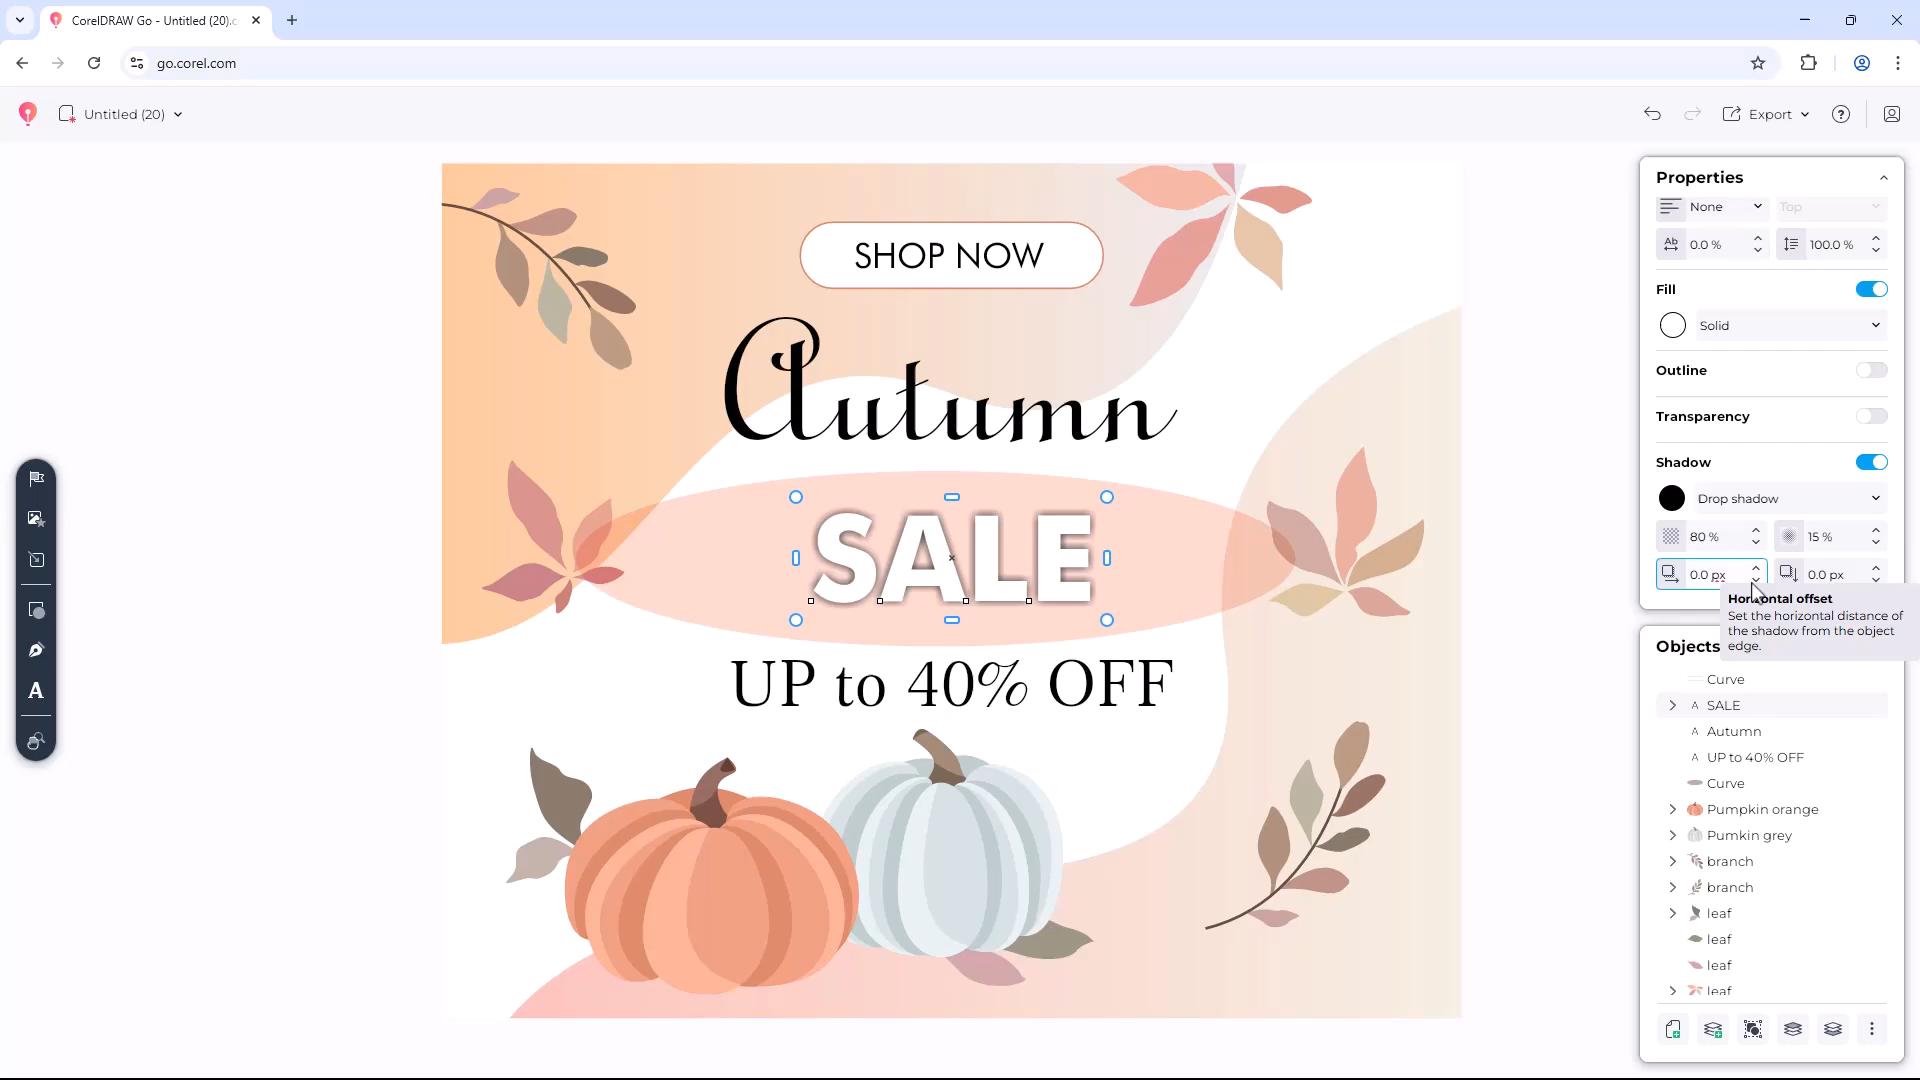 CorelDRAW Go - Untitled (20).c
go.corel.com
Untitled (20)
Export
SHOP NOW
Autumn
SALE
UP to 40% OFF
A
Properties
None
Top
Ab
0.0 %
100.0 %
Fill
Solid
Outline
Transparency
Shadow
Drop shadow
80 %
15 %
0.0 px
0.0 px
Horizontal offset
Set the horizontal distance of
the shadow from the object
edge.
Objects
Curve
A SALE
A Autumn
A UP to 40% OFF
Curve
Pumpkin orange
Pumkin grey
branch
branch
leaf
leaf
leaf
leaf